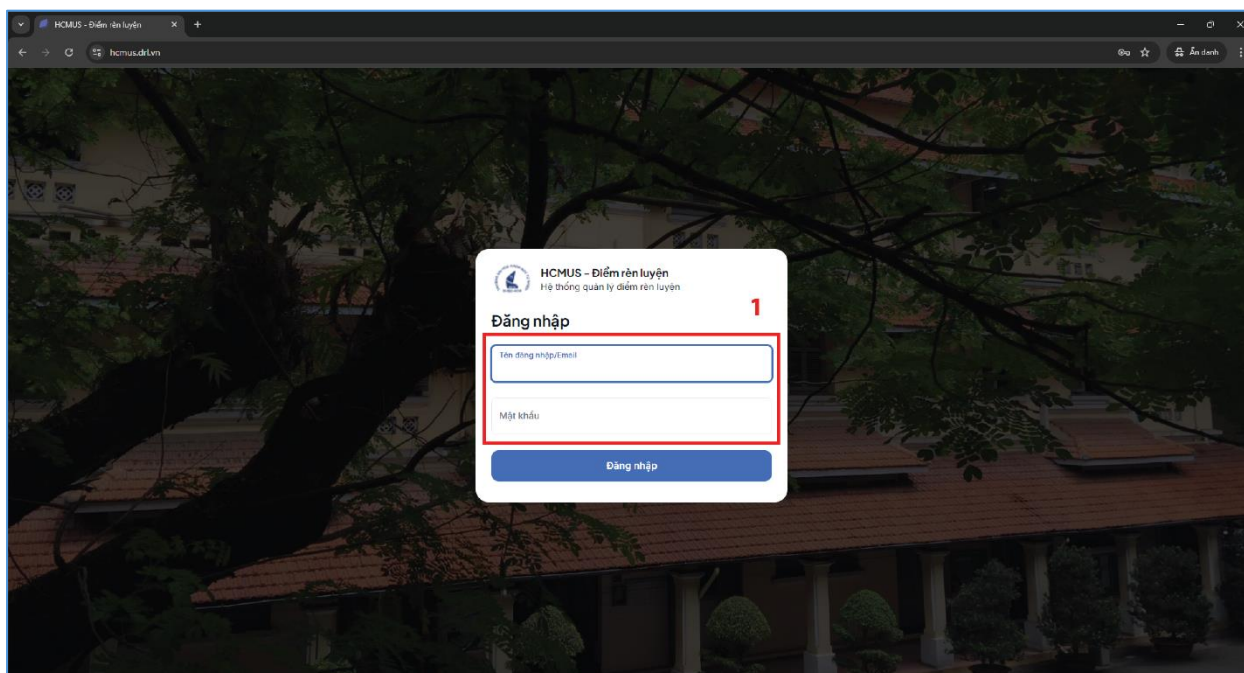 HCMUS - Điểm rèn luyện
hcmus.drl.vn
Ẩn danh
HCMUS - Điểm rèn luyện
Hệ thống quản lý điểm rèn luyện
1
Đăng nhập
Tên đăng nhập/Email
Mật khẩu
Đăng nhập